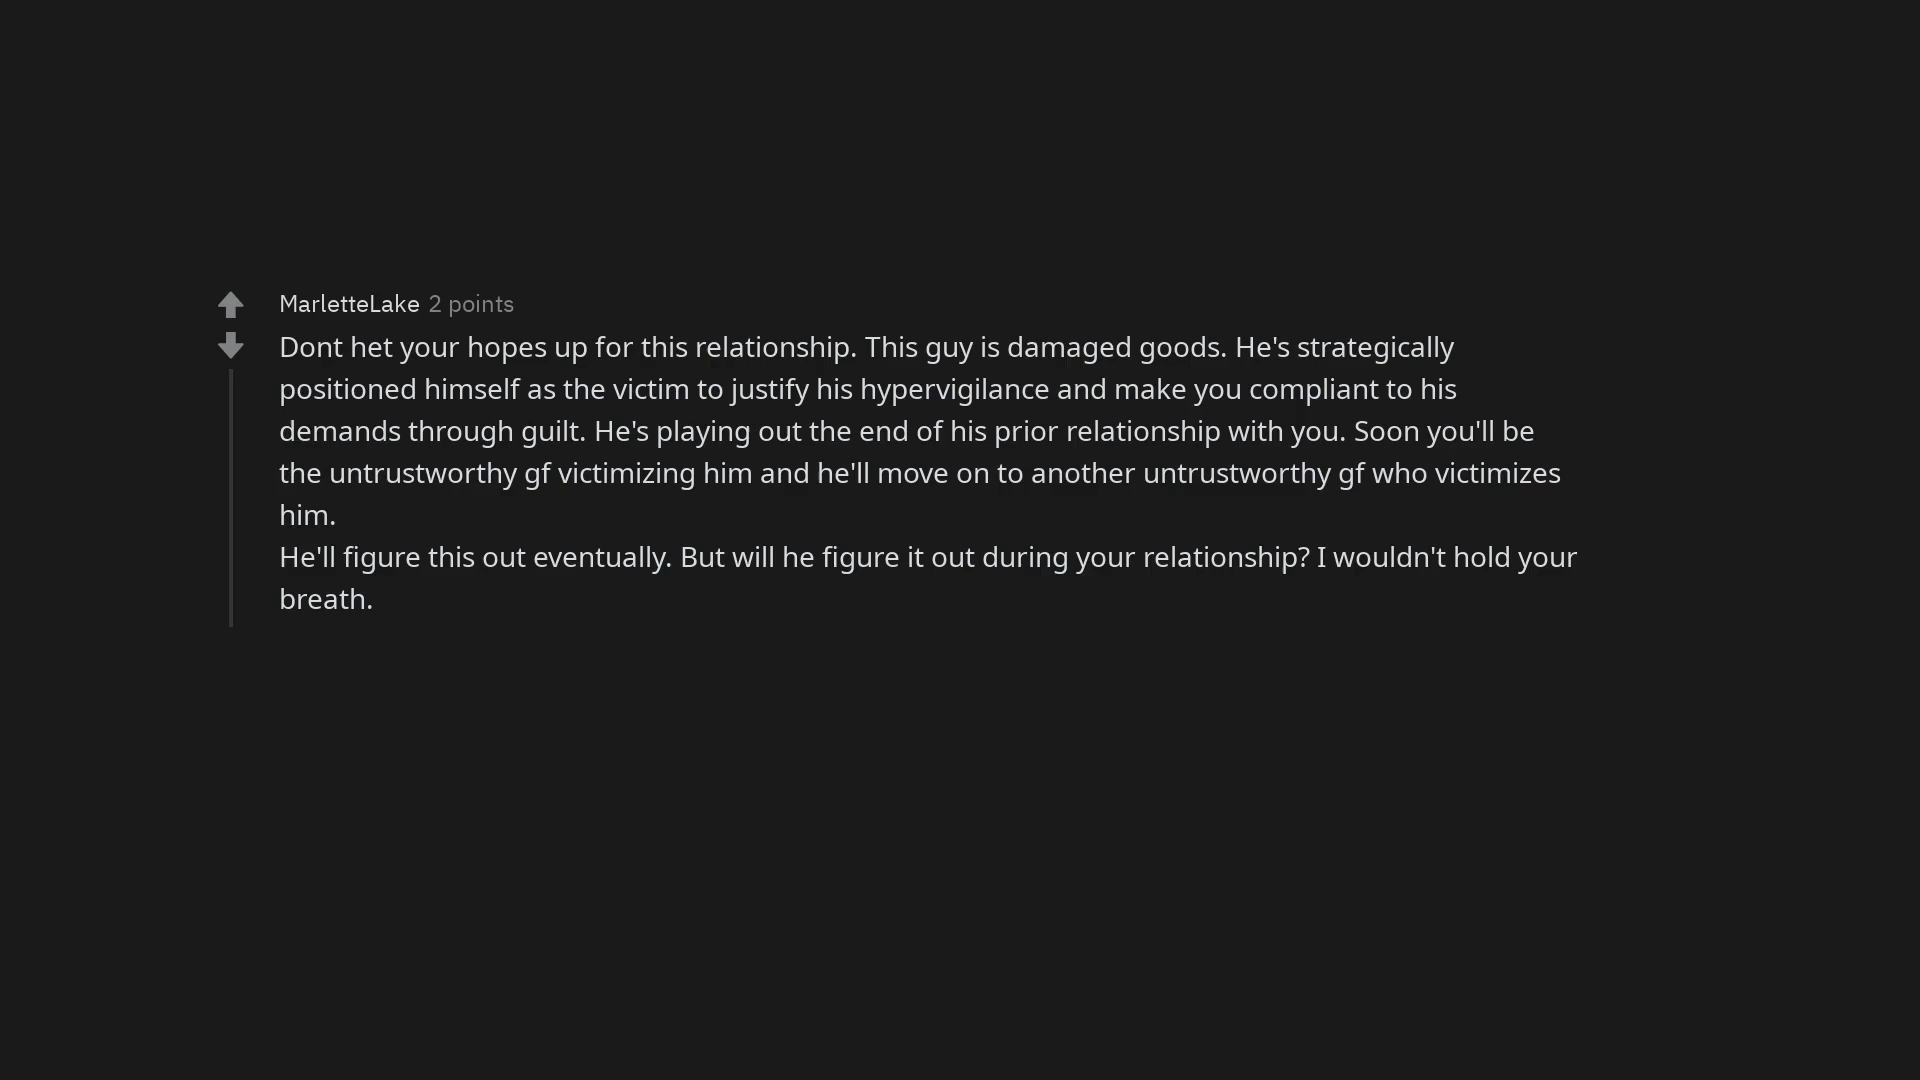 MarletteLake 2 points
Dont het your hopes up for this relationship. This guy is damaged goods. He's strategically
positioned himself as the victim to justify his hypervigilance and make you compliant to his
demands through guilt. He's playing out the end of his prior relationship with you. Soon you'll be
the untrustworthy gf victimizing him and he'll move on to another untrustworthy gf who victimizes
him.
He'll figure this out eventually. But will he figure it out during your relationship? I wouldn't hold your
breath.